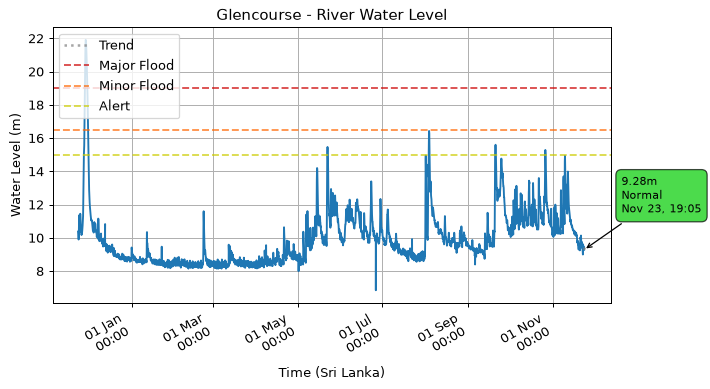 Glencourse - River Water Level
Water Level (m)
22
20
18
16
14
12
10
8
Trend
Major Flood
Minor Flood
Alert
9.28m
Normal
Nov 23, 19:05
01 Jan
00:00
01 Mar
00:00
01 May
00:00
01 Jul
00:00
01 Sep
00:00
01 Nov
00:00
Time (Sri Lanka)